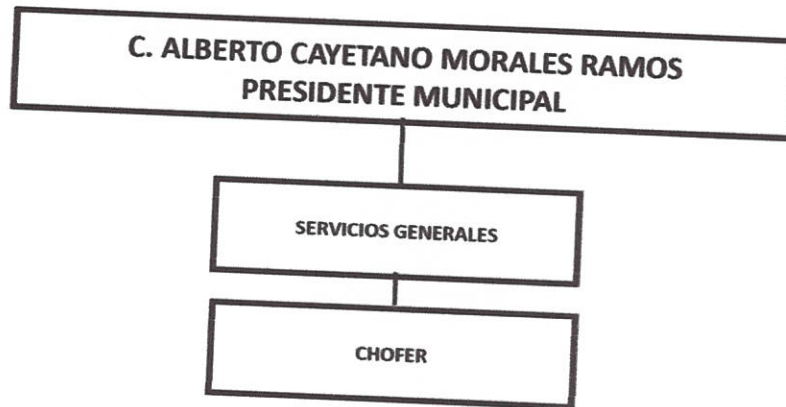 C. ALBERTO CAYETANO MORALES RAMOS
PRESIDENTE MUNICIPAL
SERVICIOS GENERALES
CHOFER